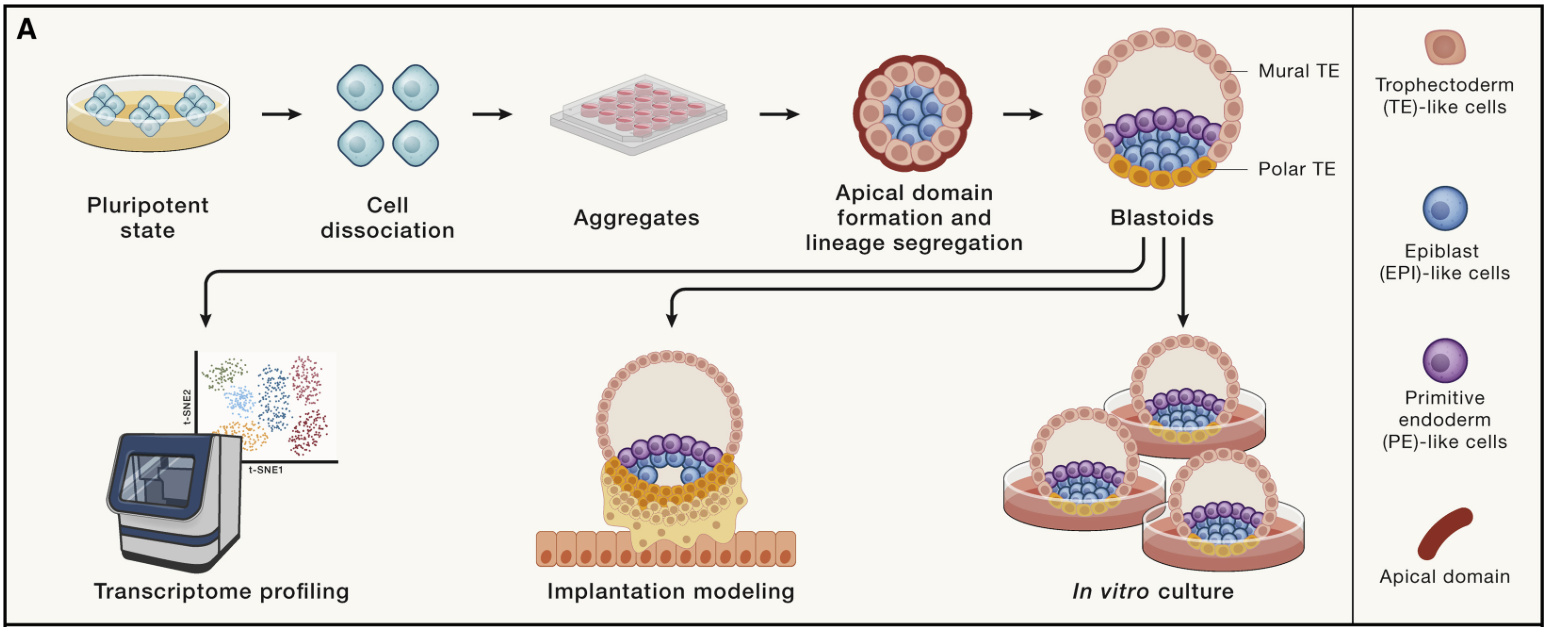 A
Pluripotent
state
Cell
dissociation
Aggregates
Apical domain
formation and
lineage segregation
Mural TE
Polar TE
Blastoids
t-SNE2
t-SNE1
Transcriptome profiling
Implantation modeling
In vitro culture
Trophectoderm
(TE)-like cells
Epiblast
(EPI)-like cells
Primitive
endoderm
(PE)-like cells
Apical domain